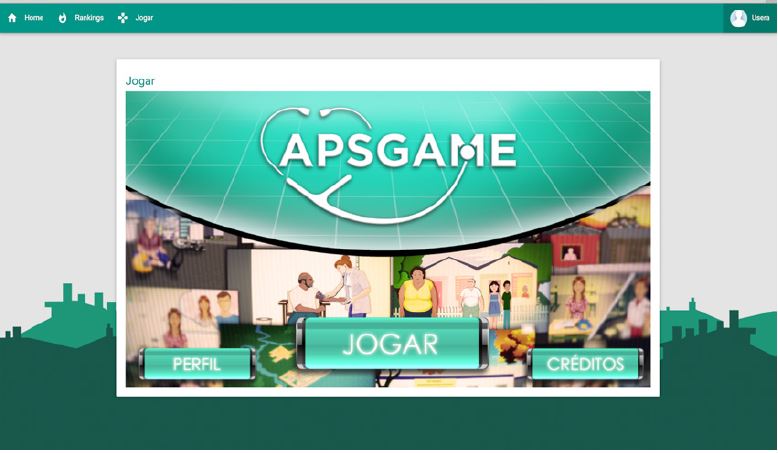 Home Rankings Jogar Usera
Jogar
APSGAME
JOGAR
PERFIL CRÉDITOS